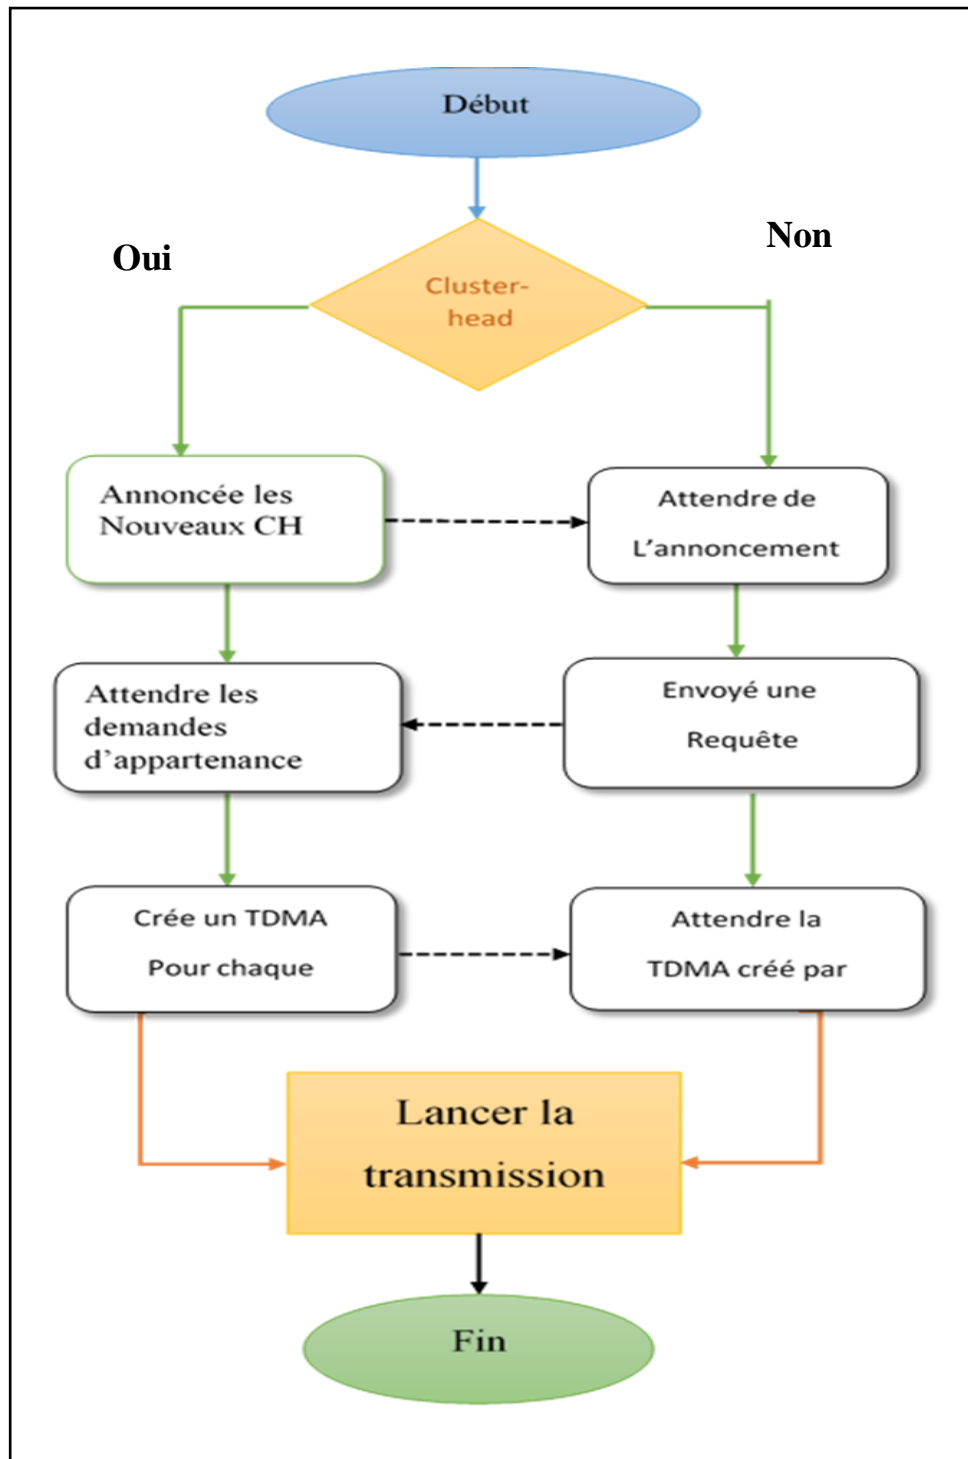 Début
Oui
Non
Cluster-
head
Annoncée les
Nouveaux CH
Attendre de
L'annoncement
Attendre les
demandes
d'appartenance
Envoyé une
Requête
Crée un TDMA
Pour chaque
Attendre la
TDMA créé par
Lancer la
transmission
Fin